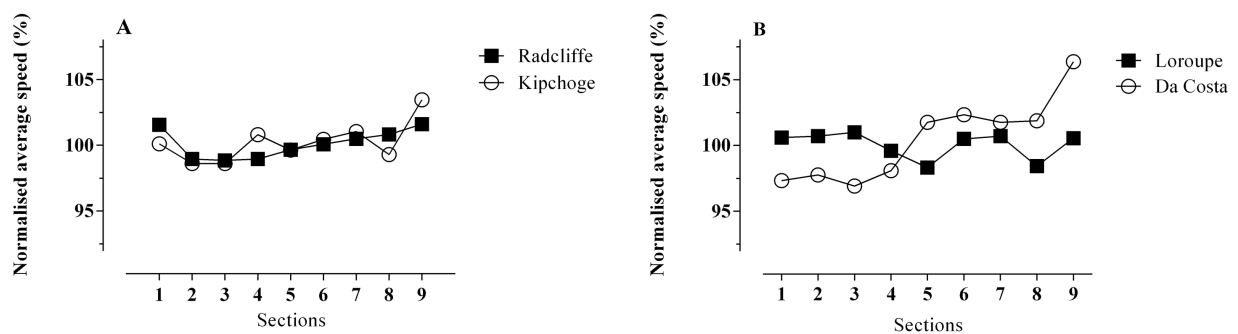 A
Normalised average speed (%)
105
100
95
Radcliffe
Kipchoge
1 2 3 4 5 6 7 8 9
Sections
B
Normalised average speed (%)
105
100
95
Loroupe
Da Costa
1 2 3 4 5 6 7 8 9
Sections